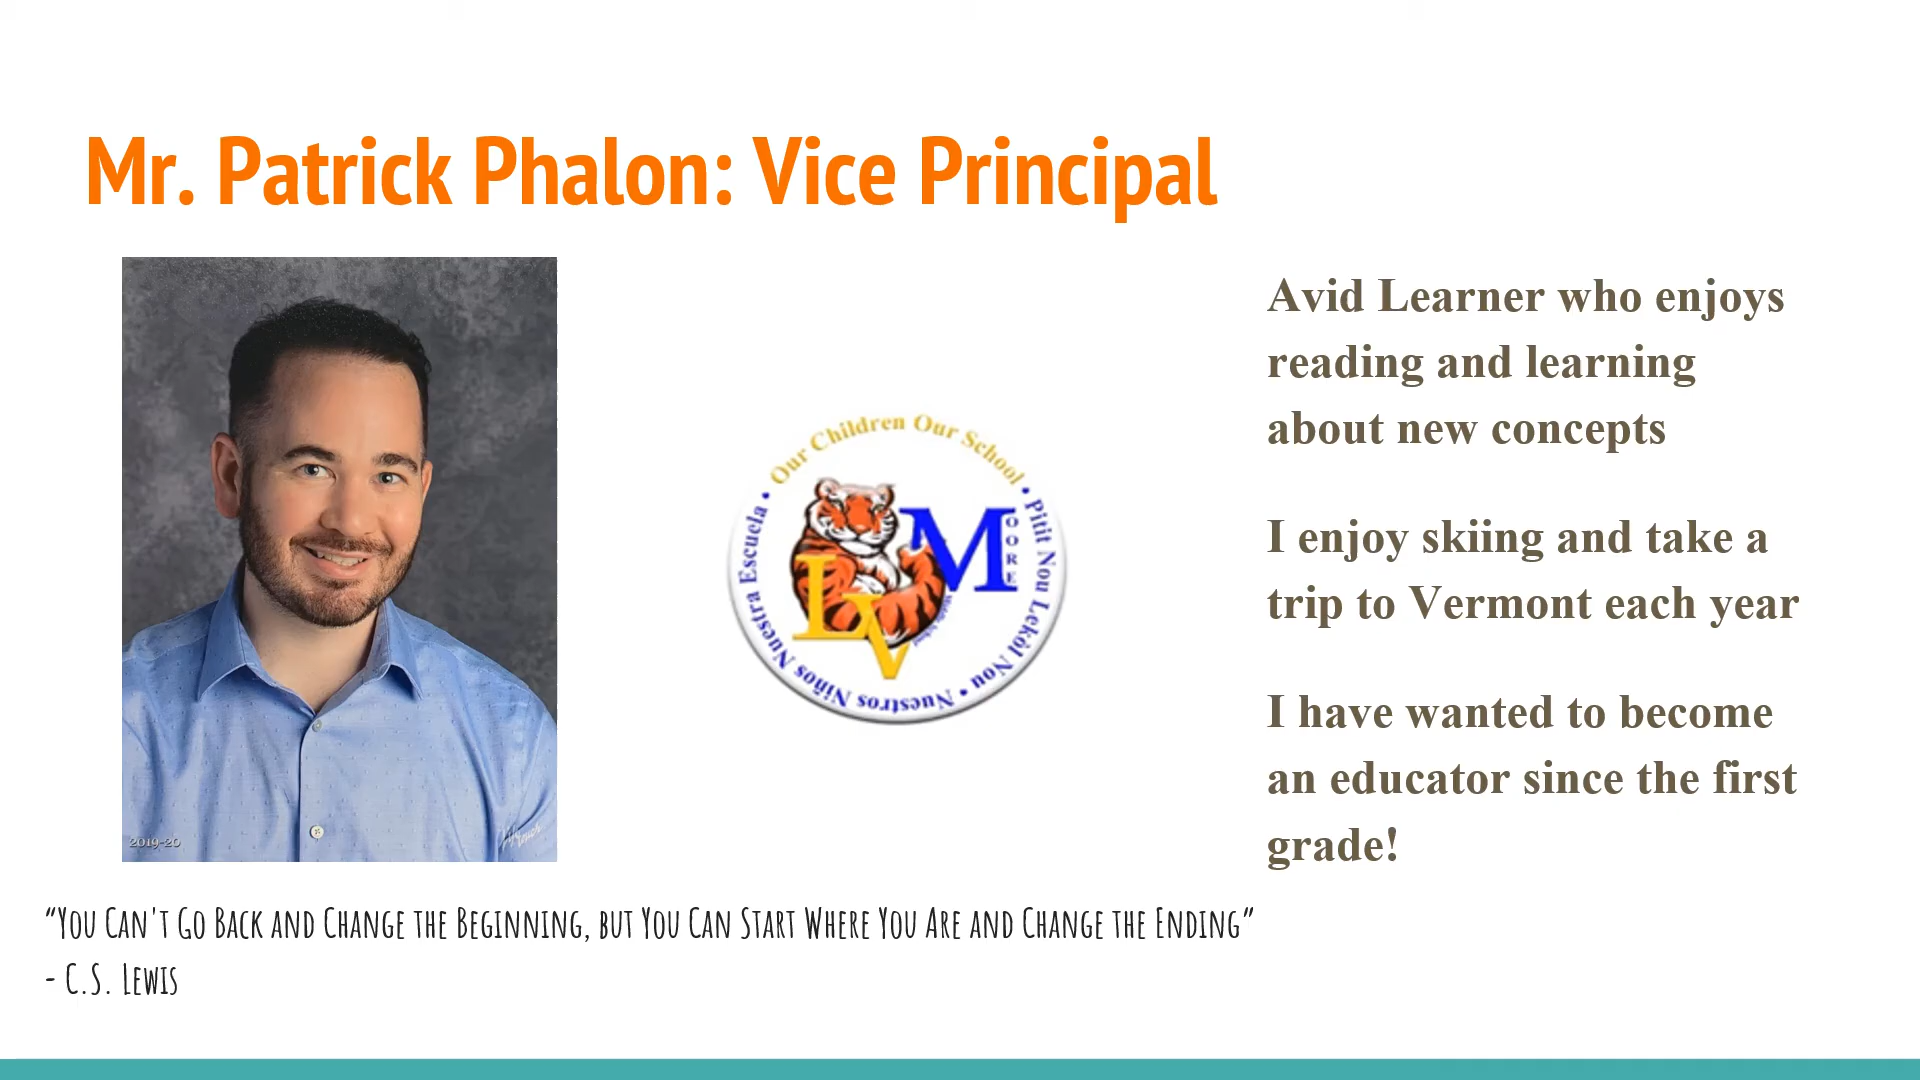 Mr. Patrick Phalon: Vice Principal
Our Children Our School • Pitit Nou Lekòl Nou • Nuestros Niños Nuestra Escuela •
LV
MOORE
2019-20
Avid Learner who enjoys
reading and learning
about new concepts
I enjoy skiing and take a
trip to Vermont each year
I have wanted to become
an educator since the first
grade!
“You Can't Go Back and Change the Beginning, but You Can Start Where You Are and Change the Ending”
- C.S. Lewis